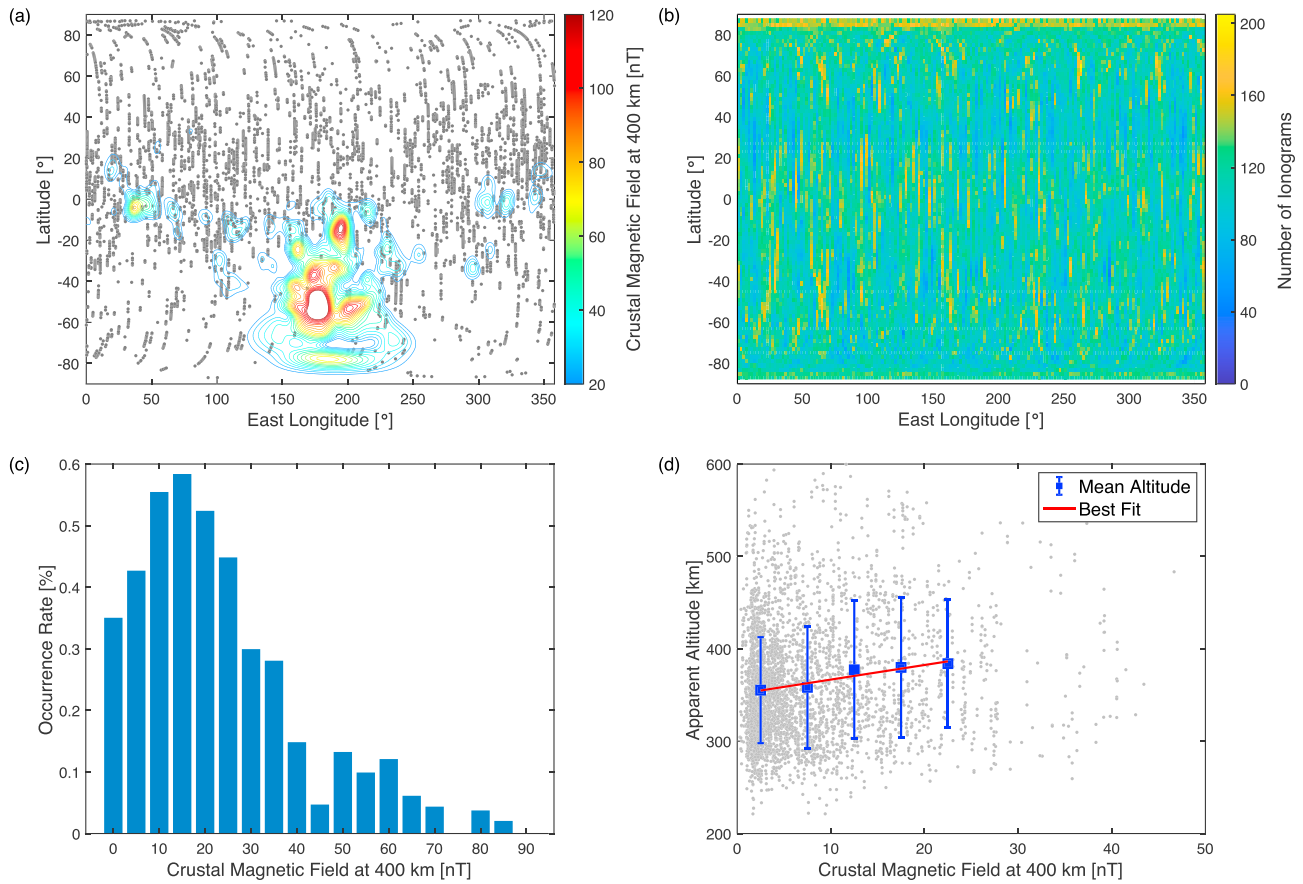 (a)
80
60
40
20
0
-20
-40
-60
-80
Latitude [°]
0 50 100 150 200 250 300 350
East Longitude [°]
120
100
80
60
40
20
Crustal Magnetic Field at 400 km [nT]
(b)
80
60
40
20
0
-20
-40
-60
-80
Latitude [°]
0 50 100 150 200 250 300 350
East Longitude [°]
200
160
120
80
40
0
Number of Ionograms
(c)
0.6
0.5
0.4
0.3
0.2
0.1
0
Occurrence Rate [%]
0 10 20 30 40 50 60 70 80 90
Crustal Magnetic Field at 400 km [nT]
(d)
600
500
400
300
200
Apparent Altitude [km]
Mean Altitude
Best Fit
0 10 20 30 40 50
Crustal Magnetic Field at 400 km [nT]